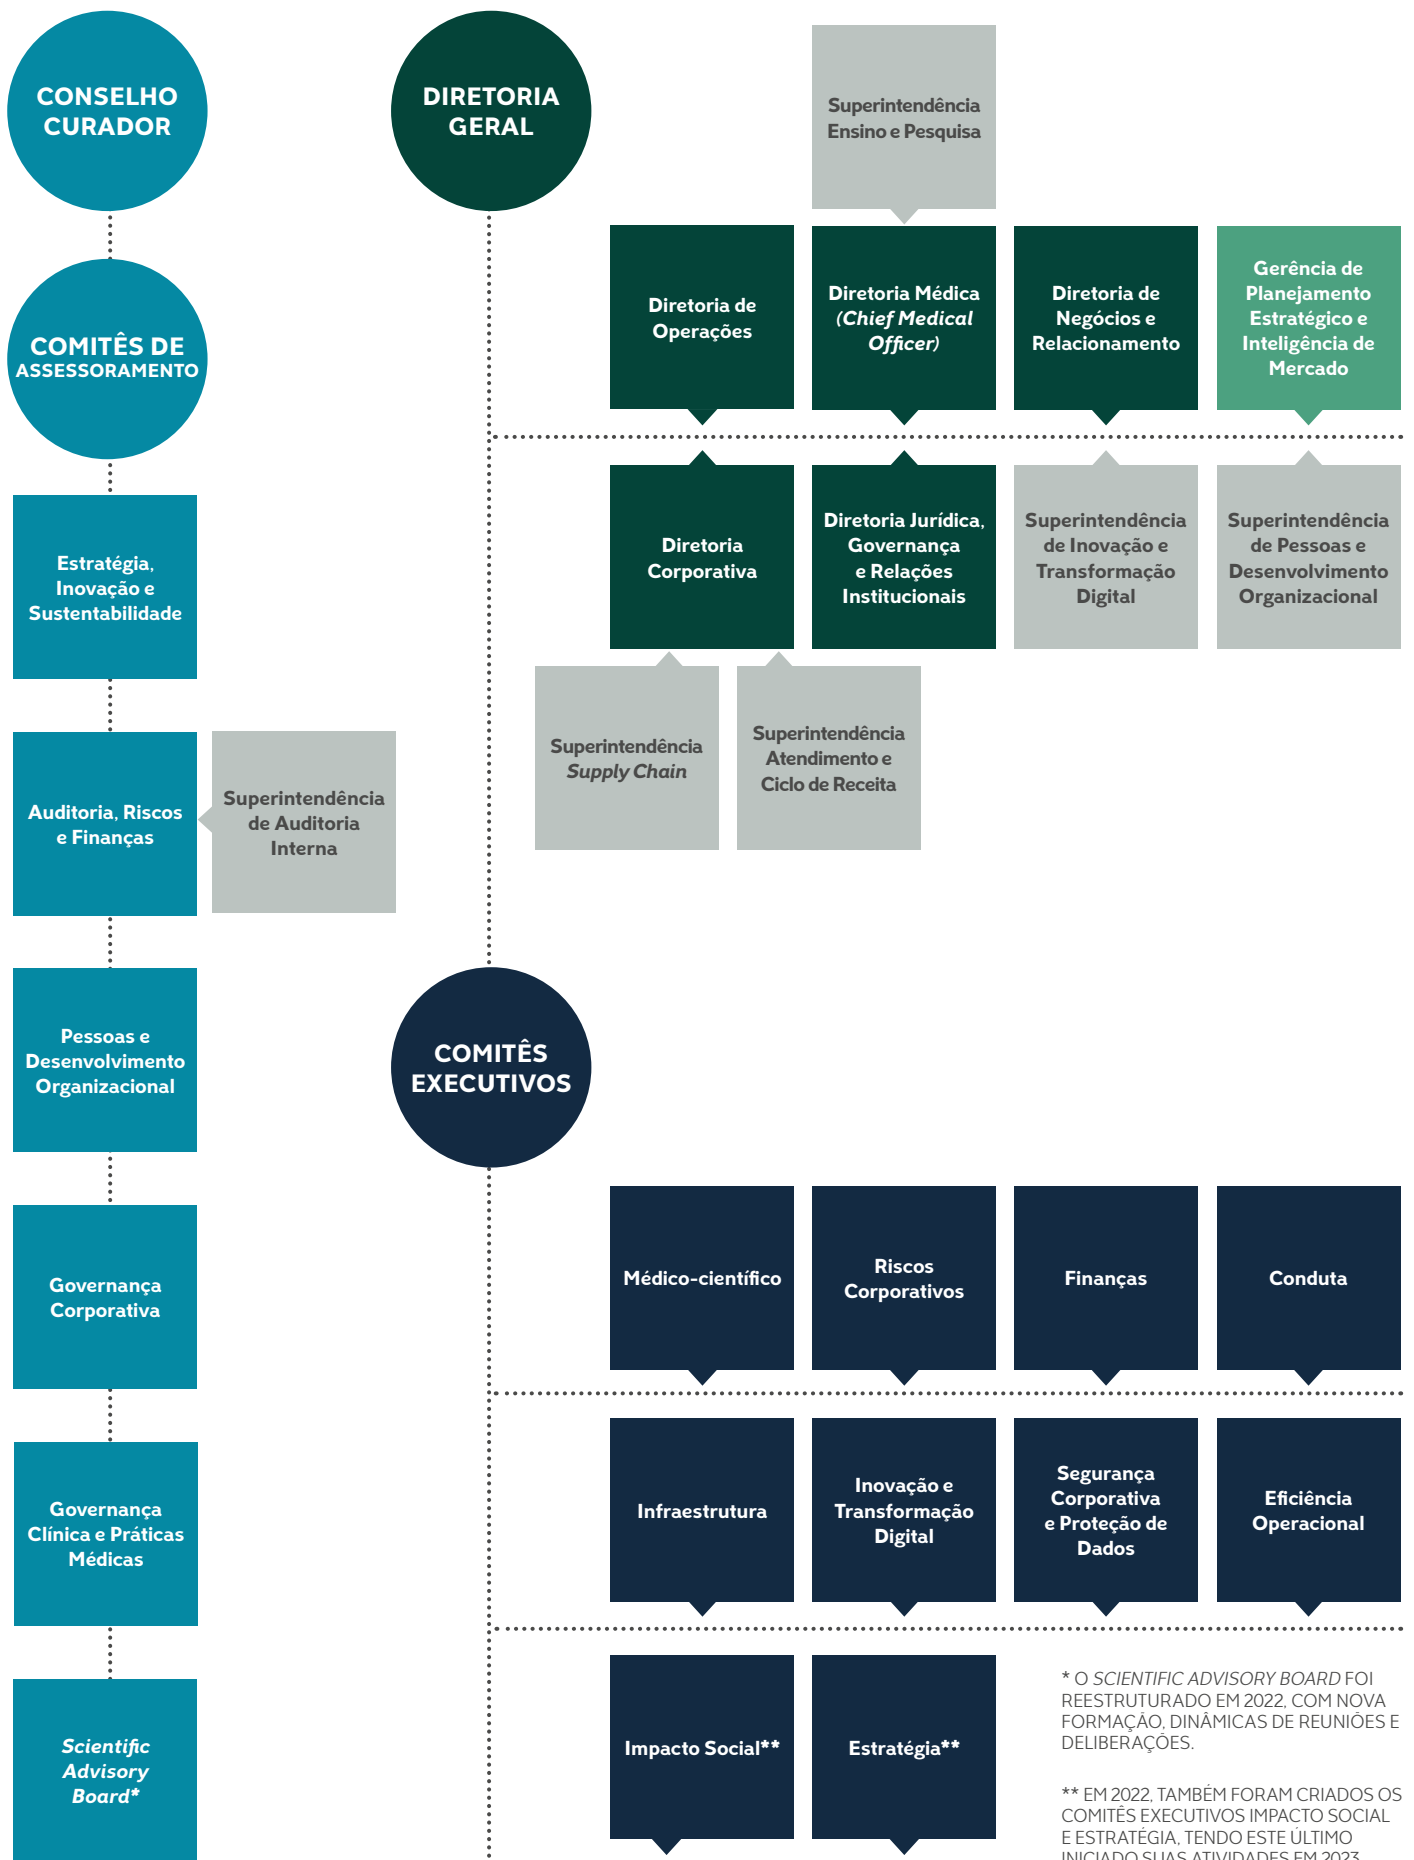 CONSELHO
CURADOR
COMITÊS DE
ASSESSORAMENTO
Estratégia,
Inovação e
Sustentabilidade
Auditoria, Riscos
e Finanças
Superintendência
de Auditoria
Interna
Pessoas e
Desenvolvimento
Organizacional
Governança
Corporativa
Governança
Clínica e Práticas
Médicas
Scientific
Advisory
Board*
DIRETORIA
GERAL
Superintendência
Ensino e Pesquisa
Diretoria de
Operações
Diretoria Médica
(Chief Medical
Officer)
Diretoria de
Negócios e
Relacionamento
Gerência de
Planejamento
Estratégico e
Inteligência de
Mercado
Diretoria
Corporativa
Diretoria Jurídica,
Governança
e Relações
Institucionais
Superintendência
de Inovação e
Transformação
Digital
Superintendência
de Pessoas e
Desenvolvimento
Organizacional
Superintendência
Supply Chain
Superintendência
Atendimento e
Ciclo de Receita
COMITÊS
EXECUTIVOS
Médico-científico
Riscos
Corporativos
Finanças
Conduta
Infraestrutura
Inovação e
Transformação
Digital
Segurança
Corporativa
e Proteção de
Dados
Eficiência
Operacional
Impacto Social**
Estratégia**
* O SCIENTIFIC ADVISORY BOARD FOI
REESTRUTURADO EM 2022, COM NOVA
FORMAÇÃO, DINÂMICAS DE REUNIÕES E
DELIBERAÇÕES.
** EM 2022, TAMBÉM FORAM CRIADOS OS
COMITÊS EXECUTIVOS IMPACTO SOCIAL
E ESTRATÉGIA, TENDO ESTE ÚLTIMO
INICIADO SUAS ATIVIDADES EM 2023